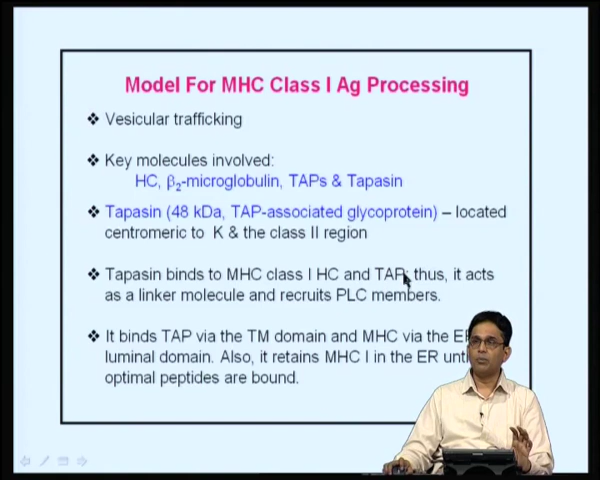 Model For MHC Class I Ag Processing
❖ Vesicular trafficking
❖ Key molecules involved:
HC, β₂-microglobulin, TAPs & Tapasin
❖ Tapasin (48 kDa, TAP-associated glycoprotein) – located
centromeric to K & the class II region
❖ Tapasin binds to MHC class I HC and TAP; thus, it acts
as a linker molecule and recruits PLC members.
❖ It binds TAP via the TM domain and MHC via the
luminal domain. Also, it retains MHC I in the ER
optimal peptides are bound.